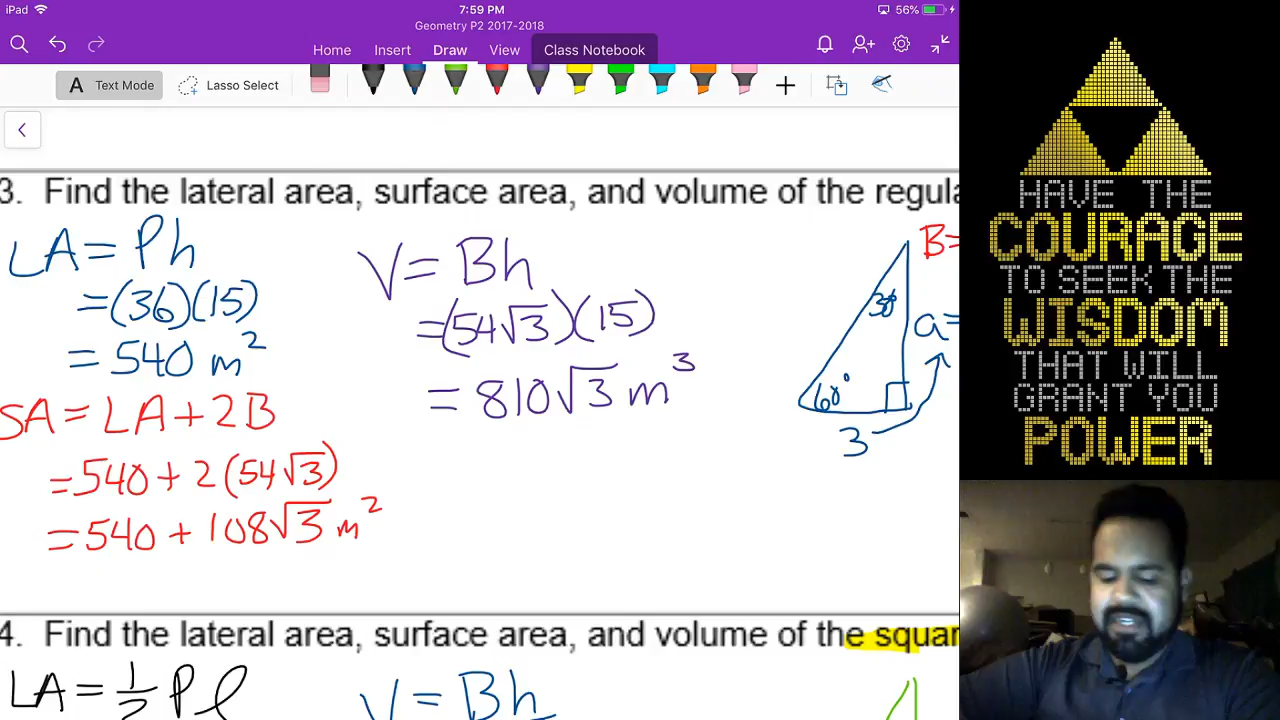 iPad
7:59 PM
56%
Geometry P2 2017-2018
Home
Insert
Draw
View
Class Notebook
A Text Mode
Lasso Select
3. Find the lateral area, surface area, and volume of the regula
LA = Ph
=(36)(15)
= 540 m²
SA = LA + 2B
=540 + 2(54√3)
=540 + 108√3 m²
V = Bh
=(54√3)(15)
= 810√3 m³
B=
30°
a=
60°
3
4. Find the lateral area, surface area, and volume of the squar
LA = 1/2 Pl
V = Bh
HAVE THE
COURAGE
TO SEEK THE
WISDOM
THAT WILL
GRANT YOU
POWER